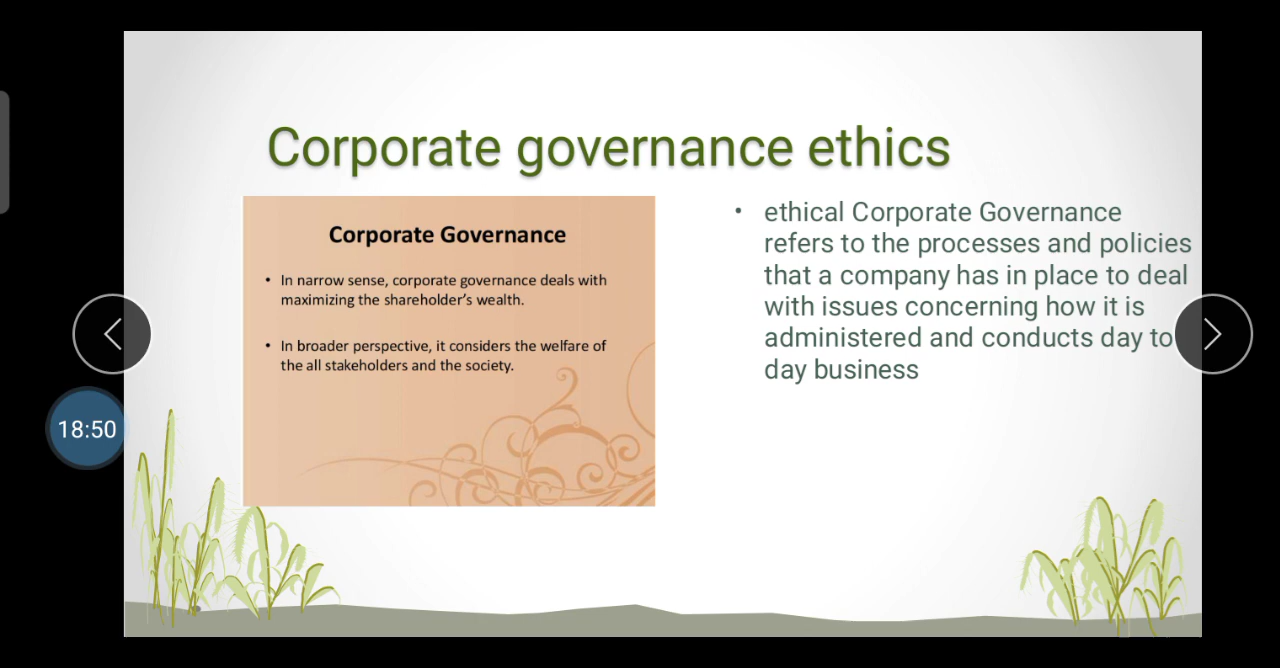 Corporate governance ethics
Corporate Governance
• In narrow sense, corporate governance deals with
maximizing the shareholder's wealth.
• In broader perspective, it considers the welfare of
the all stakeholders and the society.
• ethical Corporate Governance
refers to the processes and policies
that a company has in place to deal
with issues concerning how it is
administered and conducts day to
day business
18:50